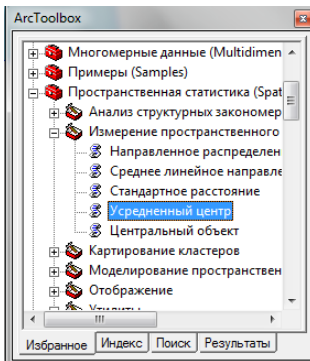 ArcToolbox
Многомерные данные (Multidimen
Примеры (Samples)
Пространственная статистика (Spat
Анализ структурных закономер
Измерение пространственного
Направленное распределен
Среднее линейное направле
Стандартное расстояние
Усредненный центр
Центральный объект
Картирование кластеров
Моделирование пространствен
Отображение
Утилиты
Избранное Индекс Поиск Результаты